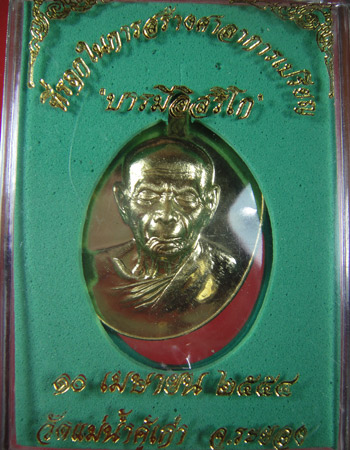 ที่ระลึกในการสร้างศาลาการเปรียญ
'บารมีอิสริโก'
๑๐ เมษายน ๒๕๕๔
วัดแม่น้ำคู้เก่า จ.ระยอง